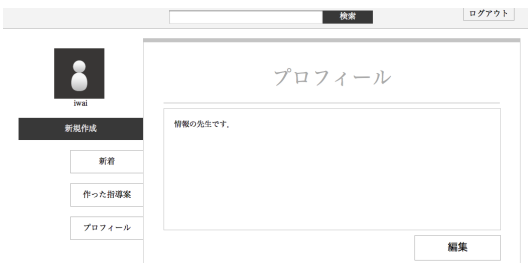 検索
ログアウト
iwai
新規作成
新着
作った指導案
プロフィール
プロフィール
情報の先生です．
編集